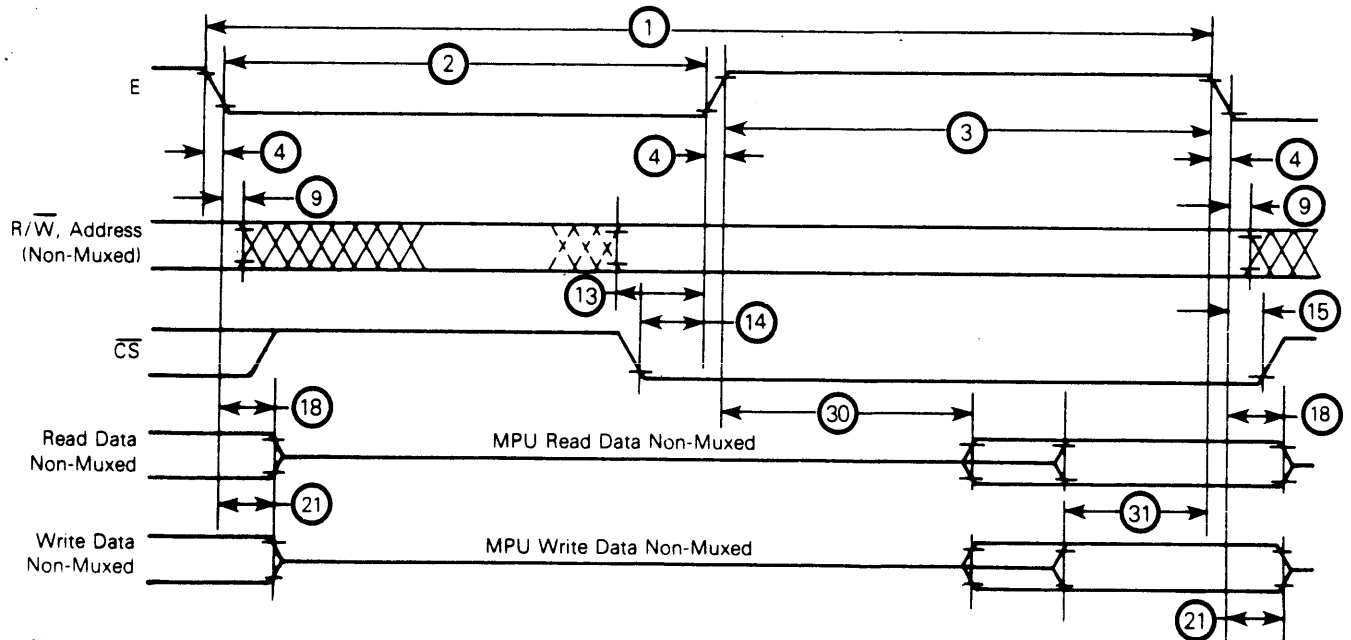 1
2
E
3
4
4
4
9
9
R/W̅, Address
(Non-Muxed)
13
14
15
C̅S̅
18
30
18
Read Data
Non-Muxed
MPU Read Data Non-Muxed
21
31
Write Data
Non-Muxed
MPU Write Data Non-Muxed
21